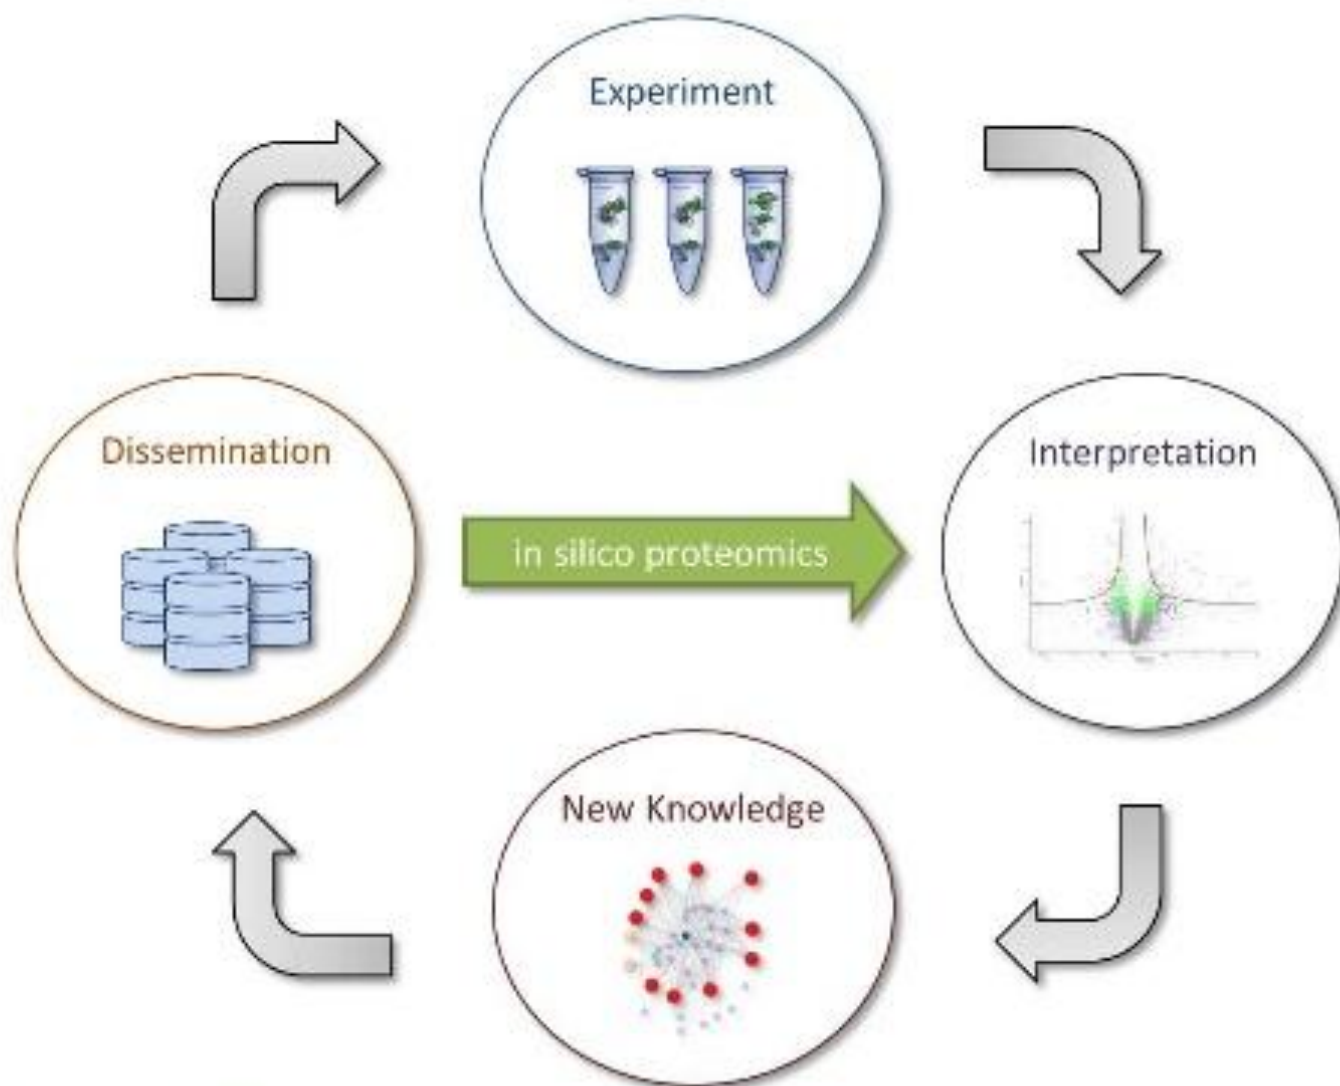 Experiment
Dissemination
Interpretation
in silico proteomics
New Knowledge